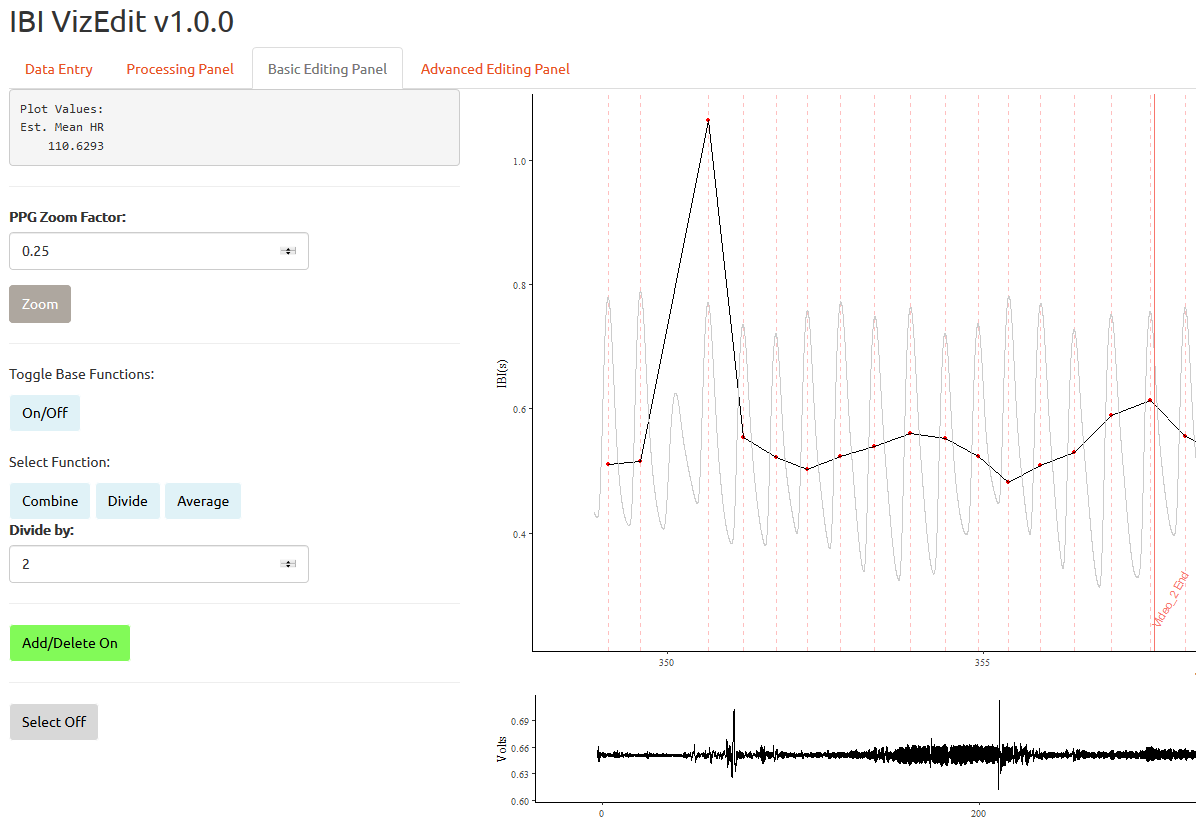 IBI VizEdit v1.0.0
Data Entry Processing Panel Basic Editing Panel Advanced Editing Panel
Plot Values:
Est. Mean HR
110.6293
PPG Zoom Factor:
0.25
Zoom
Toggle Base Functions:
On/Off
Select Function:
Combine Divide Average
Divide by:
2
Add/Delete On
Select Off
IBI(s)
1.0
0.8
0.6
0.4
Video_2 End
350 355
Volts
0.69
0.66
0.63
0.60
0 200